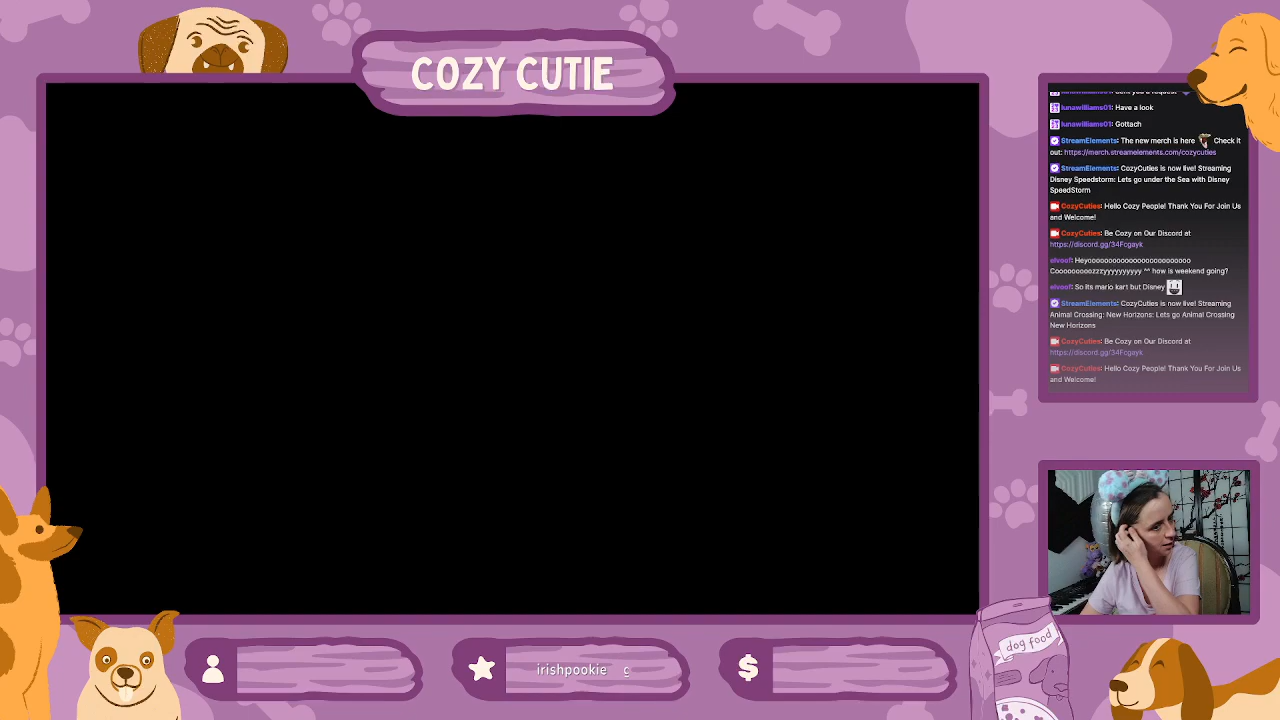 COZY CUTIE
lunawilliams01: Have a look
lunawilliams01: Gottach
StreamElements: The new merch is here Check it
out: https://merch.streamelements.com/cozycuties
StreamElements: CozyCuties is now live! Streaming
Disney Speedstorm: Lets go under the Sea with Disney
SpeedStorm
CozyCuties: Hello Cozy People! Thank You For Join Us
and Welcome!
CozyCuties: Be Cozy on Our Discord at
https://discord.gg/34Fcgayk
elvoof: Heyoooooooooooooooooooooooo
Cooooooooozzzyyyyyyyyyy ^^ how is weekend going?
elvoof: So its mario kart but Disney
StreamElements: CozyCuties is now live! Streaming
Animal Crossing: New Horizons: Lets go Animal Crossing
New Horizons
CozyCuties: Be Cozy on Our Discord at
https://discord.gg/34Fcgayk
CozyCuties: Hello Cozy People! Thank You For Join Us
and Welcome!
dog food
irishpookie g
$